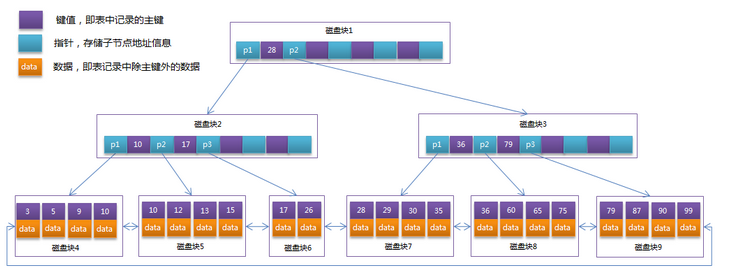 键值，即表中记录的主键
指针，存储子节点地址信息
data 数据，即表记录中除主键外的数据
磁盘块1
p1 28 p2
磁盘块2
p1 10 p2 17 p3
磁盘块3
p1 36 p2 79 p3
3 5 9 10
data data data data
磁盘块4
10 12 13 15
data data data data
磁盘块5
17 26
data data
磁盘块6
28 29 30 35
data data data data
磁盘块7
36 60 65 75
data data data data
磁盘块8
79 87 90 99
data data data data
磁盘块9